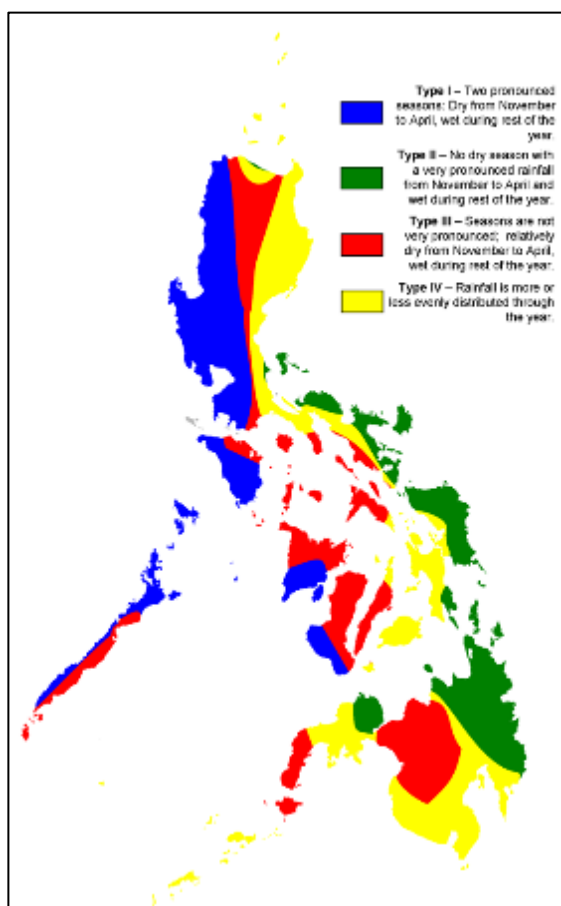 Type I – Two pronounced
seasons: Dry from November
to April, wet during rest of the
year.
Type II – No dry season with
a very pronounced rainfall
from November to April and
wet during rest of the year.
Type III – Seasons are not
very pronounced; relatively
dry from November to April,
wet during rest of the year.
Type IV – Rainfall is more or
less evenly distributed through
the year.